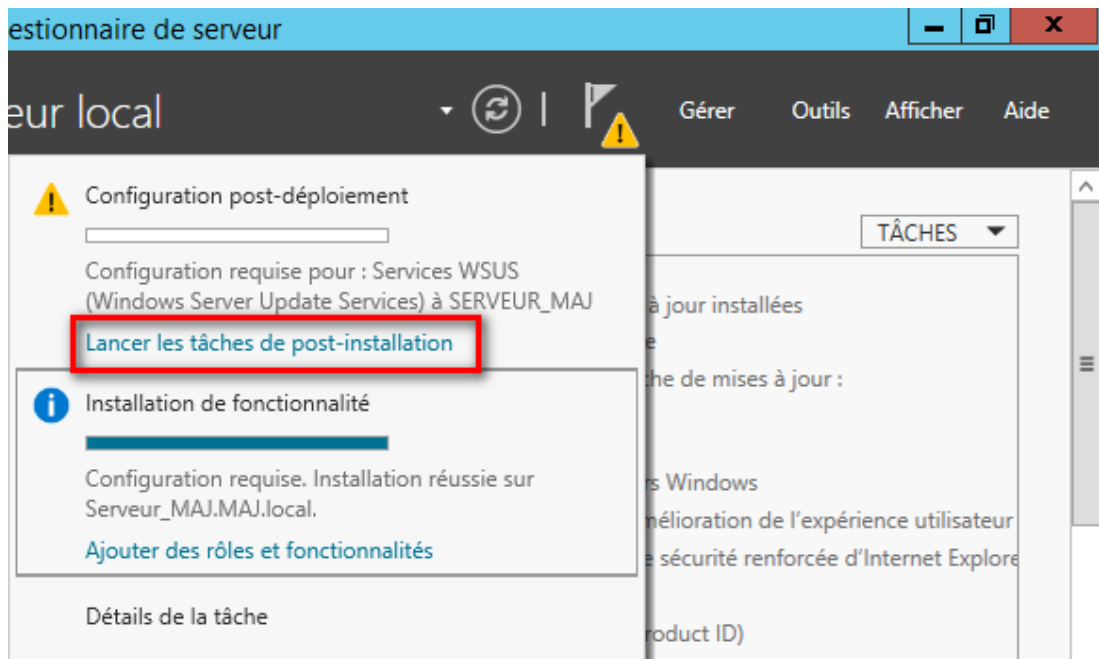 estionnaire de serveur
eur local
Gérer Outils Afficher Aide
Configuration post-déploiement
Configuration requise pour : Services WSUS
(Windows Server Update Services) à SERVEUR_MAJ
Lancer les tâches de post-installation
Installation de fonctionnalité
Configuration requise. Installation réussie sur
Serveur_MAJ.MAJ.local.
Ajouter des rôles et fonctionnalités
Détails de la tâche
TÂCHES
à jour installées
e
che de mises à jour :
rs Windows
mélioration de l'expérience utilisateur
e sécurité renforcée d'Internet Explore
roduct ID)